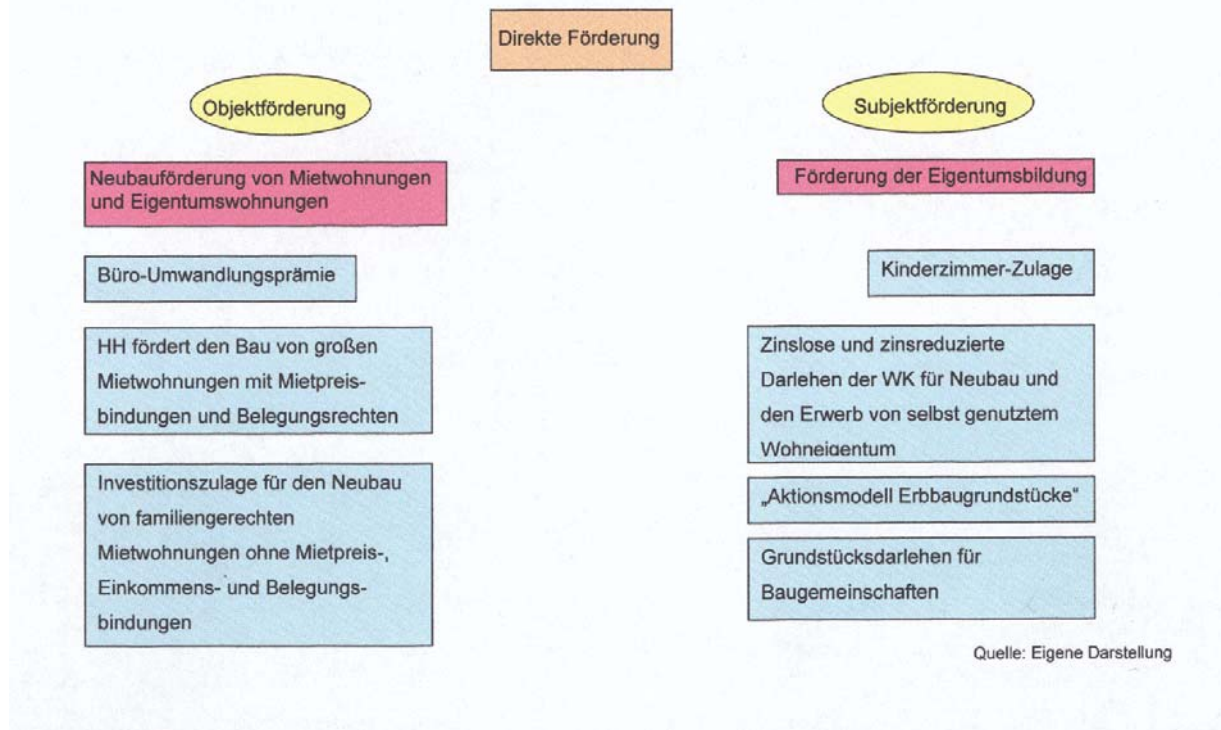 Direkte Förderung
Objektförderung
Neubauförderung von Mietwohnungen
und Eigentumswohnungen
Büro-Umwandlungsprämie
HH fördert den Bau von großen
Mietwohnungen mit Mietpreis-
bindungen und Belegungsrechten
Investitionszulage für den Neubau
von familiengerechten
Mietwohnungen ohne Mietpreis-,
Einkommens- und Belegungs-
bindungen
Subjektförderung
Förderung der Eigentumsbildung
Kinderzimmer-Zulage
Zinslose und zinsreduzierte
Darlehen der WK für Neubau und
den Erwerb von selbst genutztem
Wohneigentum
„Aktionsmodell Erbbaugrundstücke“
Grundstücksdarlehen für
Baugemeinschaften
Quelle: Eigene Darstellung